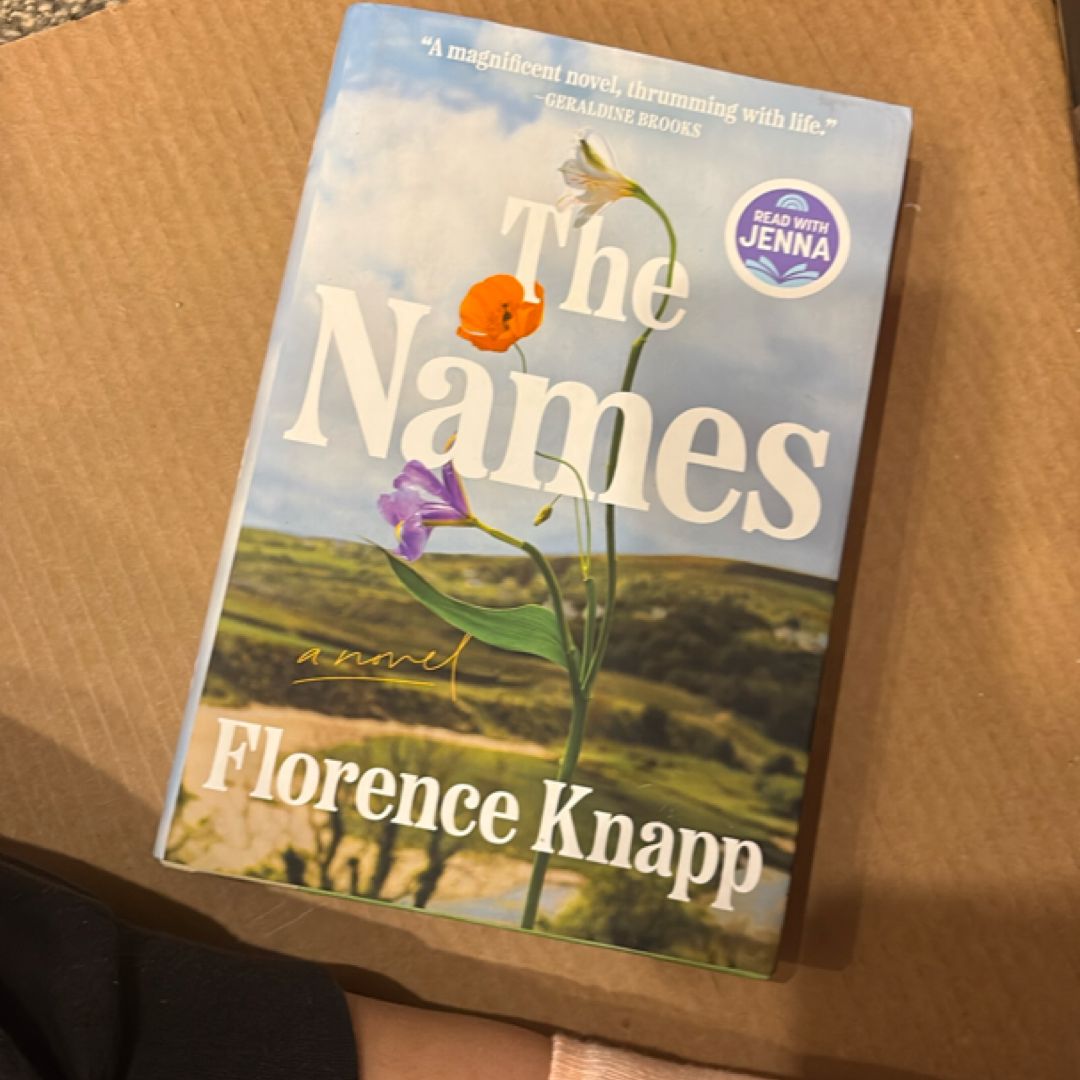 “A magnificent novel, thrumming with life.”
—GERALDINE BROOKS
READ WITH
JENNA
The
Names
a novel
Florence Knapp